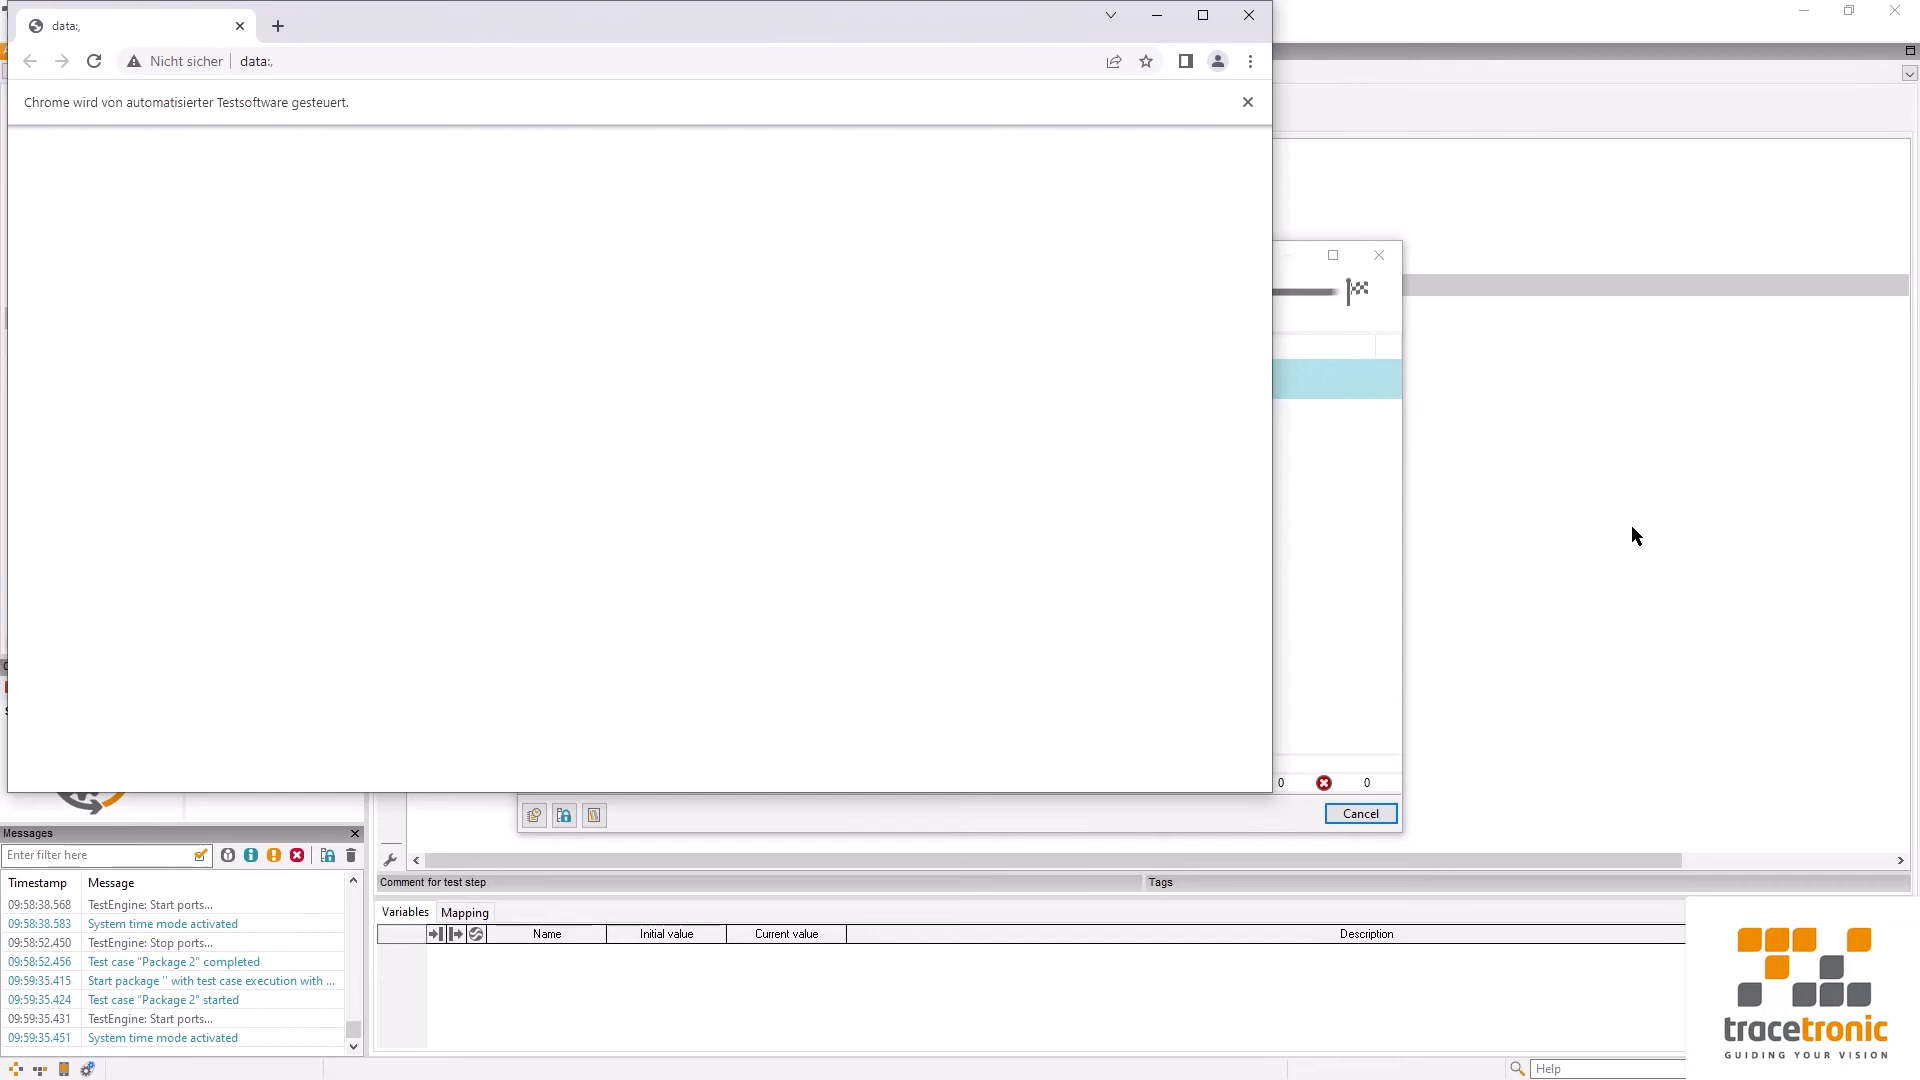 data:,
Nicht sicher
data:,
Chrome wird von automatisierter Testsoftware gesteuert.
0
0
Cancel
Messages
Enter filter here
Timestamp
Message
09:58:38.568
TestEngine: Start ports...
09:58:38.583
System time mode activated
09:58:52.450
TestEngine: Stop ports...
09:58:52.456
Test case "Package 2" completed
09:59:35.415
Start package '' with test case execution with ...
09:59:35.424
Test case "Package 2" started
09:59:35.431
TestEngine: Start ports...
09:59:35.451
System time mode activated
Comment for test step
Tags
Variables
Mapping
Name
Initial value
Current value
Description
Help
tracetronic
GUIDING YOUR VISION